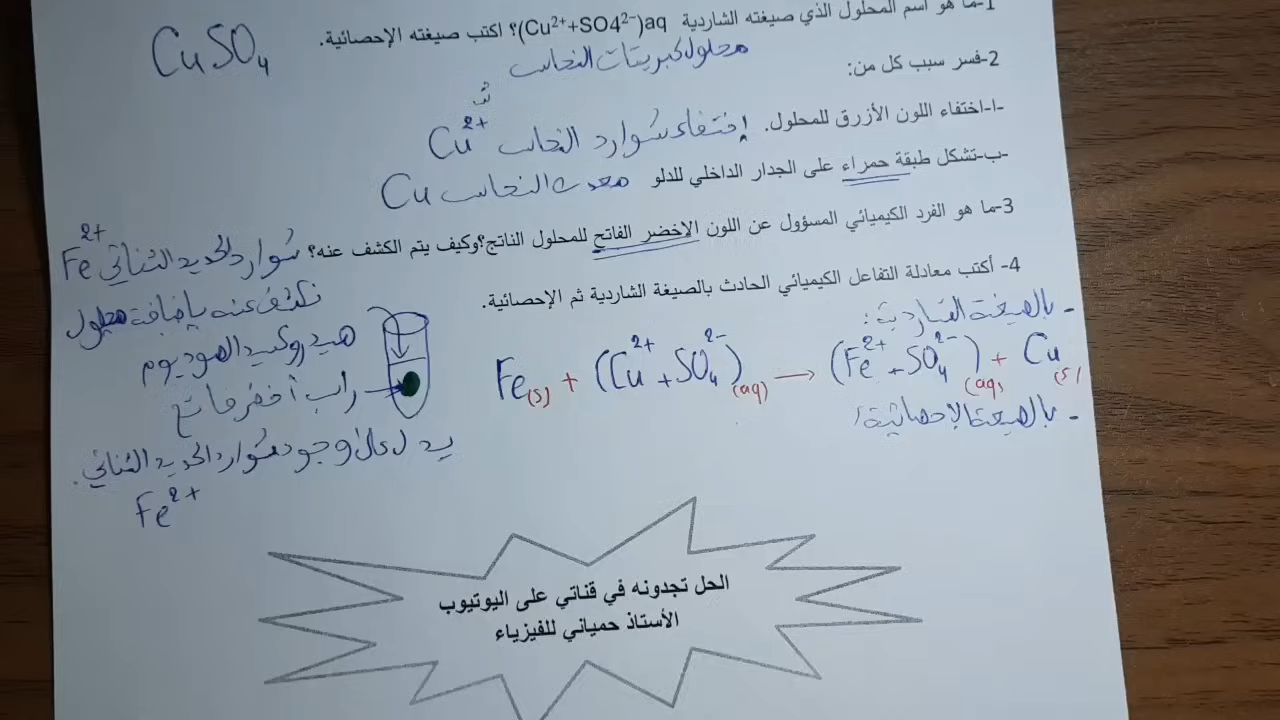 1-ما هو اسم المحلول الذي صيغته الشاردية (Cu²⁺+SO4²⁻)aq؟ اكتب صيغته الإحصائية.
CuSO₄
محلول كبريتات النحاس
2-فسر سبب كل من:
-ا-اختفاء اللون الأزرق للمحلول. إختفاء شوارد النحاس Cu²⁺
-ب-تشكل طبقة حمراء على الجدار الداخلي للدلو معدن النحاس Cu
3-ما هو الفرد الكيميائي المسؤول عن اللون الاخضر الفاتح للمحلول الناتج؟وكيف يتم الكشف عنه؟ شوارد الحديد الثنائي Fe²⁺
نكشف عنه بإضافة محلول
هيدروكسيد الصوديوم
راسب أخضر فاتح
يدل على وجود شوارد الحديد الثنائي.
Fe²⁺
4- أكتب معادلة التفاعل الكيميائي الحادث بالصيغة الشاردية ثم الإحصائية.
- بالصيغة الشاردية:
Fe(s) + (Cu²⁺+SO₄²⁻)(aq) → (Fe²⁺+SO₄²⁻)(aq) + Cu(s)
- بالصيغة الإحصائية:
الحل تجدونه في قناتي على اليوتيوب
الأستاذ حمياني للفيزياء